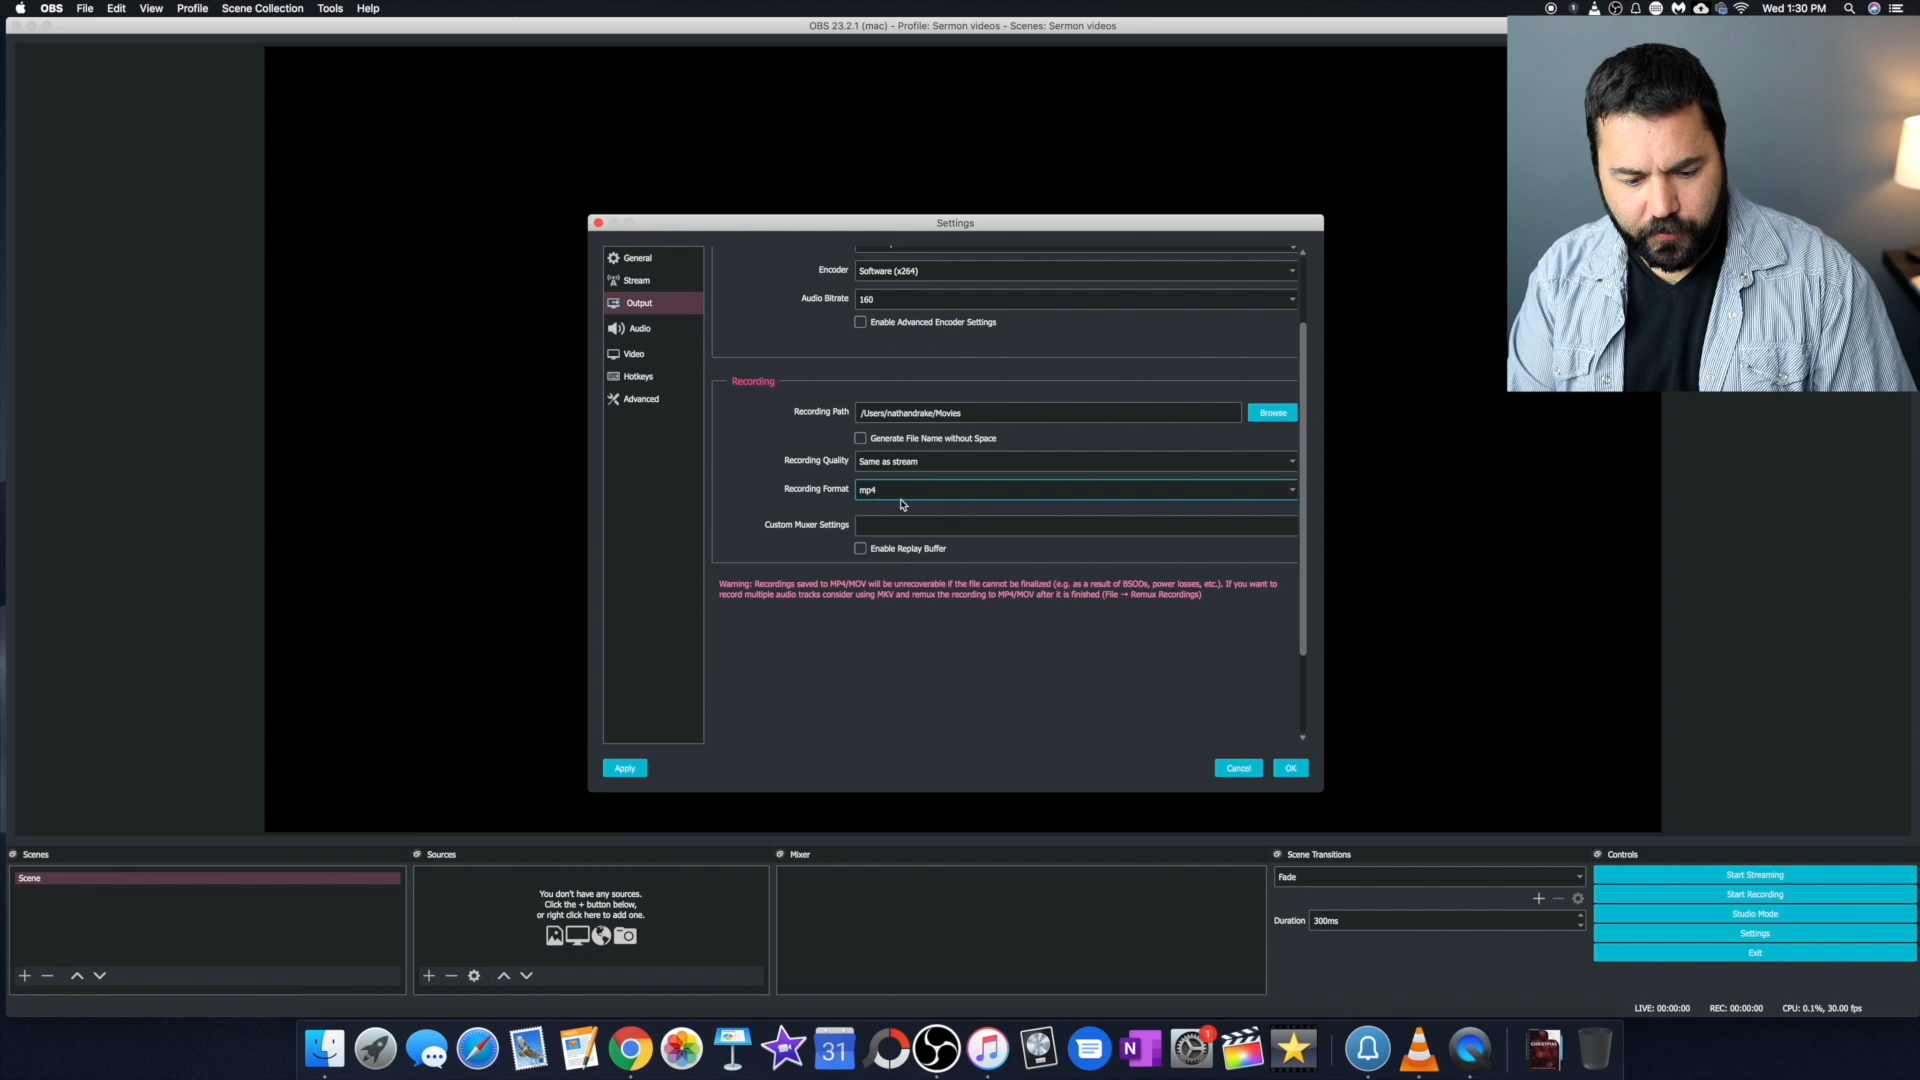 OBS File Edit View Profile Scene Collection Tools Help
Wed 1:30 PM
OBS 23.2.1 (mac) - Profile: Sermon videos - Scenes: Sermon videos
Settings
General
Stream
Output
Audio
Video
Hotkeys
Advanced
Encoder Software (x264)
Audio Bitrate 160
Enable Advanced Encoder Settings
Recording
Recording Path /Users/nathandrake/Movies Browse
Generate File Name without Space
Recording Quality Same as stream
Recording Format mp4
Custom Muxer Settings
Enable Replay Buffer
Warning: Recordings saved to MP4/MOV will be unrecoverable if the file cannot be finalized (e.g. as a result of BSODs, power losses, etc.). If you want to
record multiple audio tracks consider using MKV and remux the recording to MP4/MOV after it is finished (File → Remux Recordings)
Apply Cancel OK
Scenes
Scene
Sources
You don't have any sources.
Click the + button below,
or right click here to add one.
Mixer
Scene Transitions
Fade
Duration 300ms
Controls
Start Streaming
Start Recording
Studio Mode
Settings
Exit
LIVE: 00:00:00 REC: 00:00:00 CPU: 0.1%, 30.00 fps
31
N
1
CHRISTMAS